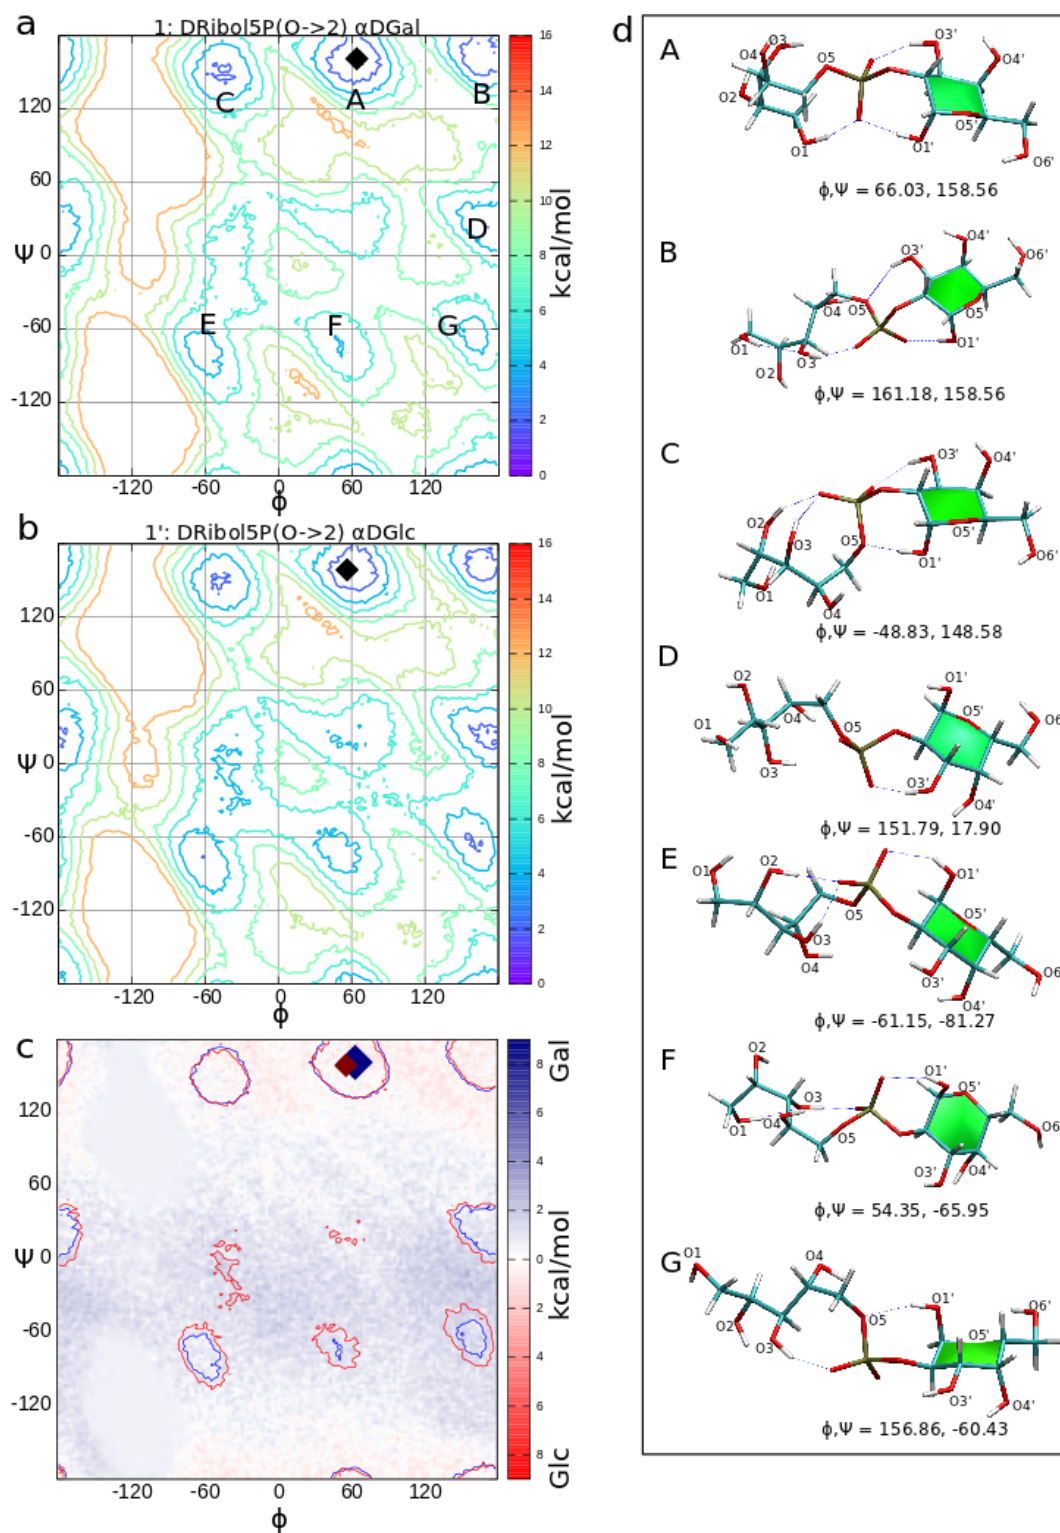 a
1: DRibol5P(O->2) αDGal
C
A
B
D
E
F
G
120
60
Ψ 0
-60
-120
-120 -60 0 60 120
ϕ
16
14
12
10
8
6
4
2
0
kcal/mol
b
1': DRibol5P(O->2) αDGlc
120
60
Ψ 0
-60
-120
-120 -60 0 60 120
ϕ
16
14
12
10
8
6
4
2
0
kcal/mol
c
120
60
Ψ 0
-60
-120
-120 -60 0 60 120
ϕ
8
6
4
2
0
2
4
6
8
Gal
kcal/mol
Glc
d
A
O3
O4
O5
O2
O1
O3'
O4'
O1'
O5'
O6'
ϕ,Ψ = 66.03, 158.56
B
O4'
O3'
O6'
O5'
O4
O5
O1
O3
O2
O1'
ϕ,Ψ = 161.18, 158.56
C
O3'
O4'
O2
O3
O5
O1'
O5'
O6'
O1
O4
ϕ,Ψ = -48.83, 148.58
D
O2
O1'
O1
O4
O5
O5'
O6
O3
O3'
O4'
ϕ,Ψ = 151.79, 17.90
E
O1
O2
O1'
O5
O5'
O3
O4
O3'
O6
O4'
ϕ,Ψ = -61.15, -81.27
F
O2
O1'
O5'
O3
O1
O4
O5
O6
O3'
O4'
ϕ,Ψ = 54.35, -65.95
G
O1
O4
O5
O1'
O6'
O2
O3
O5'
O3'
O4'
ϕ,Ψ = 156.86, -60.43